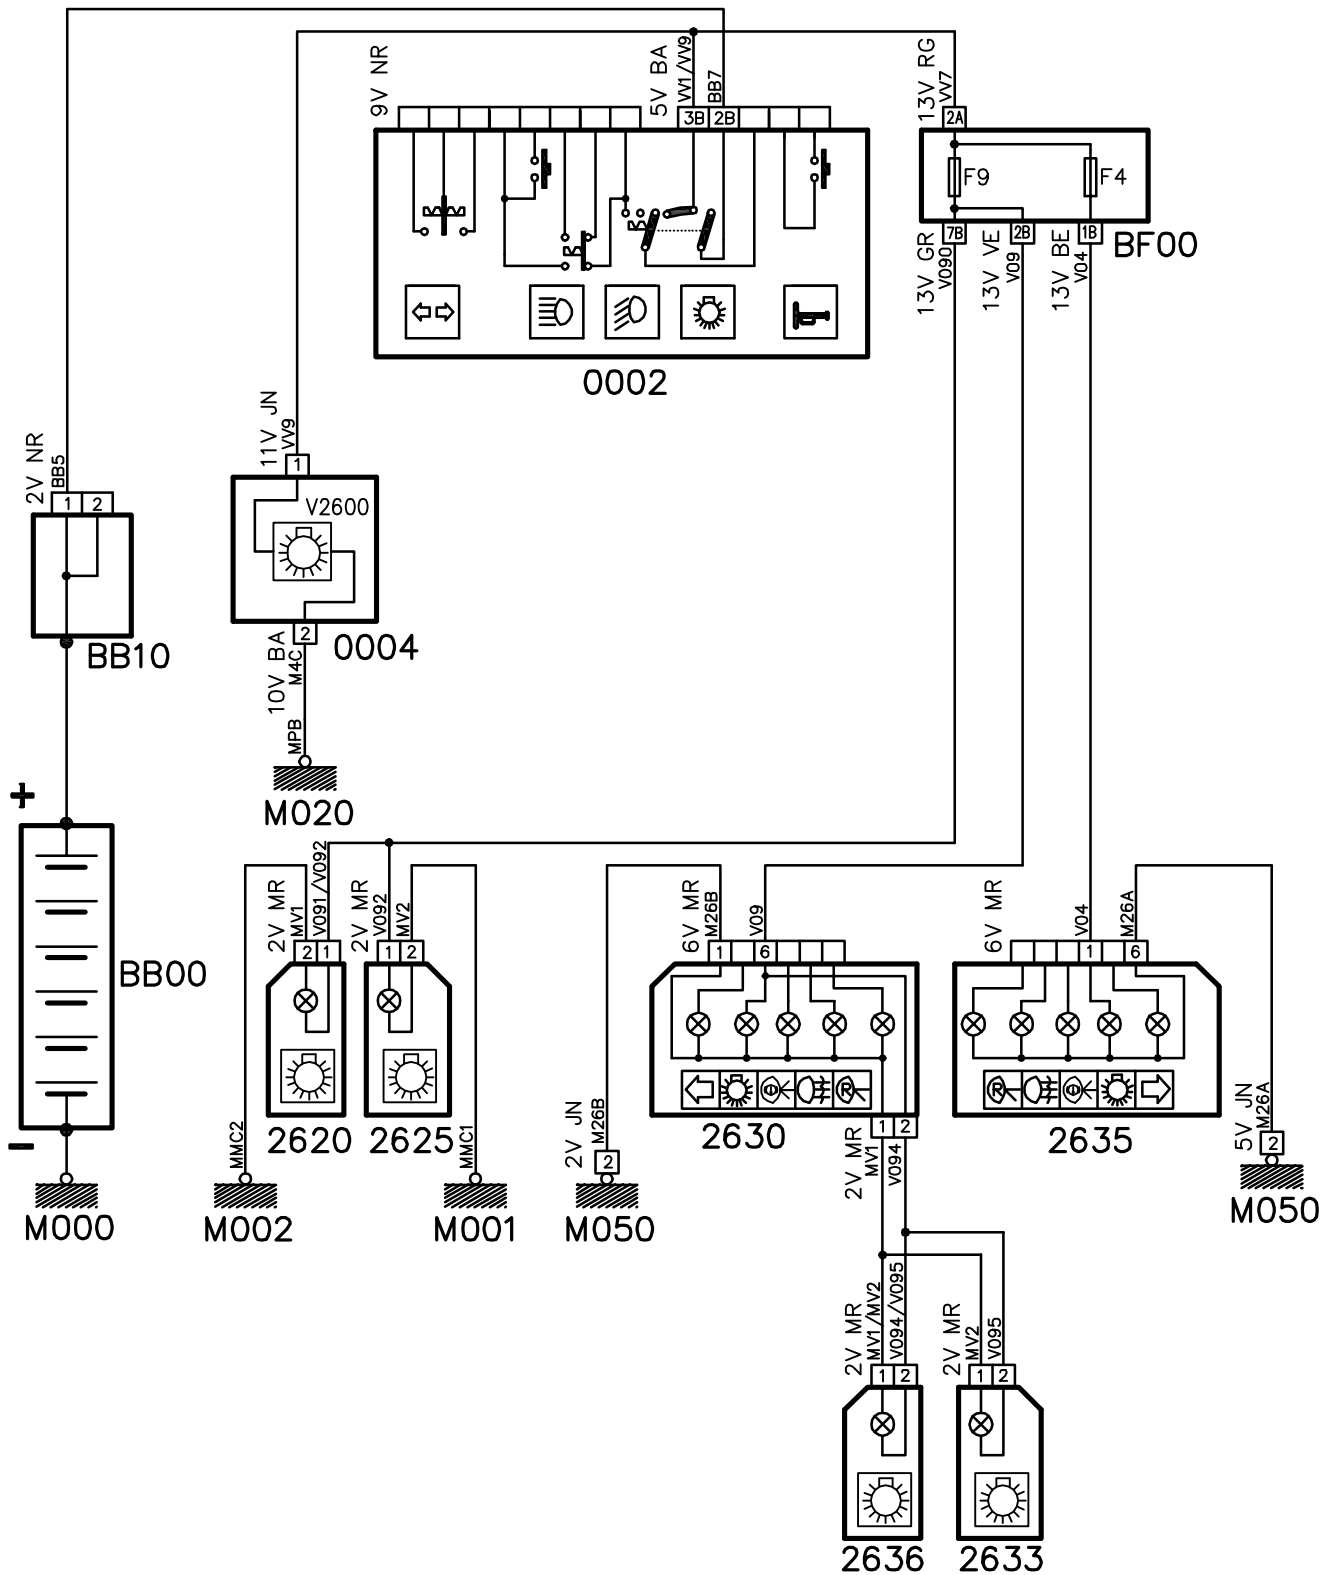 9V NR
5V BA
VV1/VV9
BB7
13V RG
VV7
3B
2B
2A
F9
F4
7B
2B
1B
13V GR
V090
13V VE
V09
13V BE
V04
BF00
0002
11V JN
VV9
1
2V NR
BB5
1
2
V2600
BB10
2
0004
10V BA
M4C
MPB
M020
+
BB00
-
M000
2V MR
MV1
V091/V092
2V MR
V092
MV2
2
1
1
2
2620
2625
MMC2
MMC1
M002
M001
6V MR
M26B
V09
1
6
6V MR
V04
M26A
1
6
R
R
2630
2635
2V JN
M26B
2
M050
5V JN
M26A
2
M050
1
2
2V MR
MV1
V094
2V MR
MV1/MV2
V094/V095
2V MR
MV2
V095
1
2
1
2
2636
2633